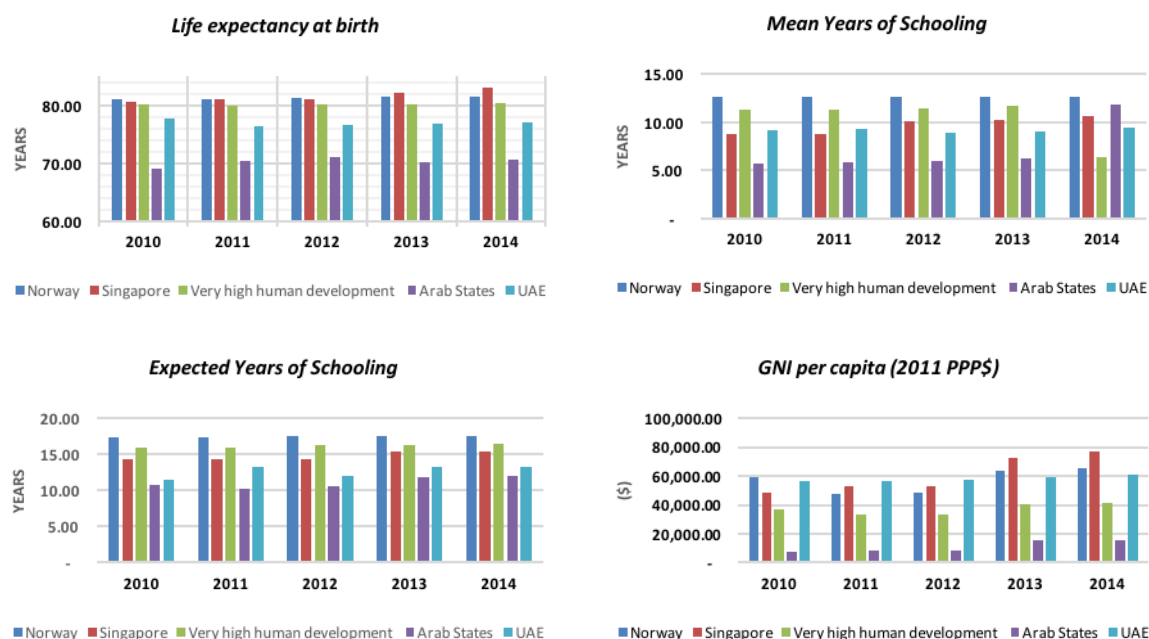 Life expectancy at birth
80.00
70.00
60.00
YEARS
2010 2011 2012 2013 2014
Norway Singapore Very high human development Arab States UAE
Mean Years of Schooling
15.00
10.00
5.00
-
YEARS
2010 2011 2012 2013 2014
Norway Singapore Very high human development Arab States UAE
Expected Years of Schooling
20.00
15.00
10.00
5.00
-
YEARS
2010 2011 2012 2013 2014
Norway Singapore Very high human development Arab States UAE
GNI per capita (2011 PPP$)
100,000.00
80,000.00
60,000.00
40,000.00
20,000.00
-
($)
2010 2011 2012 2013 2014
Norway Singapore Very high human development Arab States UAE